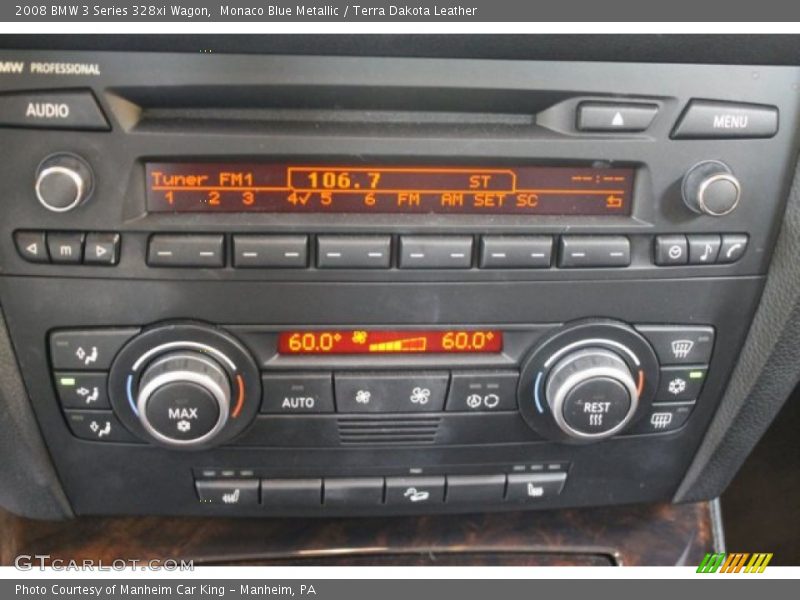 2008 BMW 3 Series 328xi Wagon,  Monaco Blue Metallic / Terra Dakota Leather
BMW PROFESSIONAL
AUDIO
MENU
Tuner FM1 106.7 ST --:--
1 2 3 4✓5 6 FM AM SET SC
m
60.0° 60.0°
MAX
AUTO
A
REST
GTCARLOT.COM
Photo Courtesy of Manheim Car King – Manheim, PA